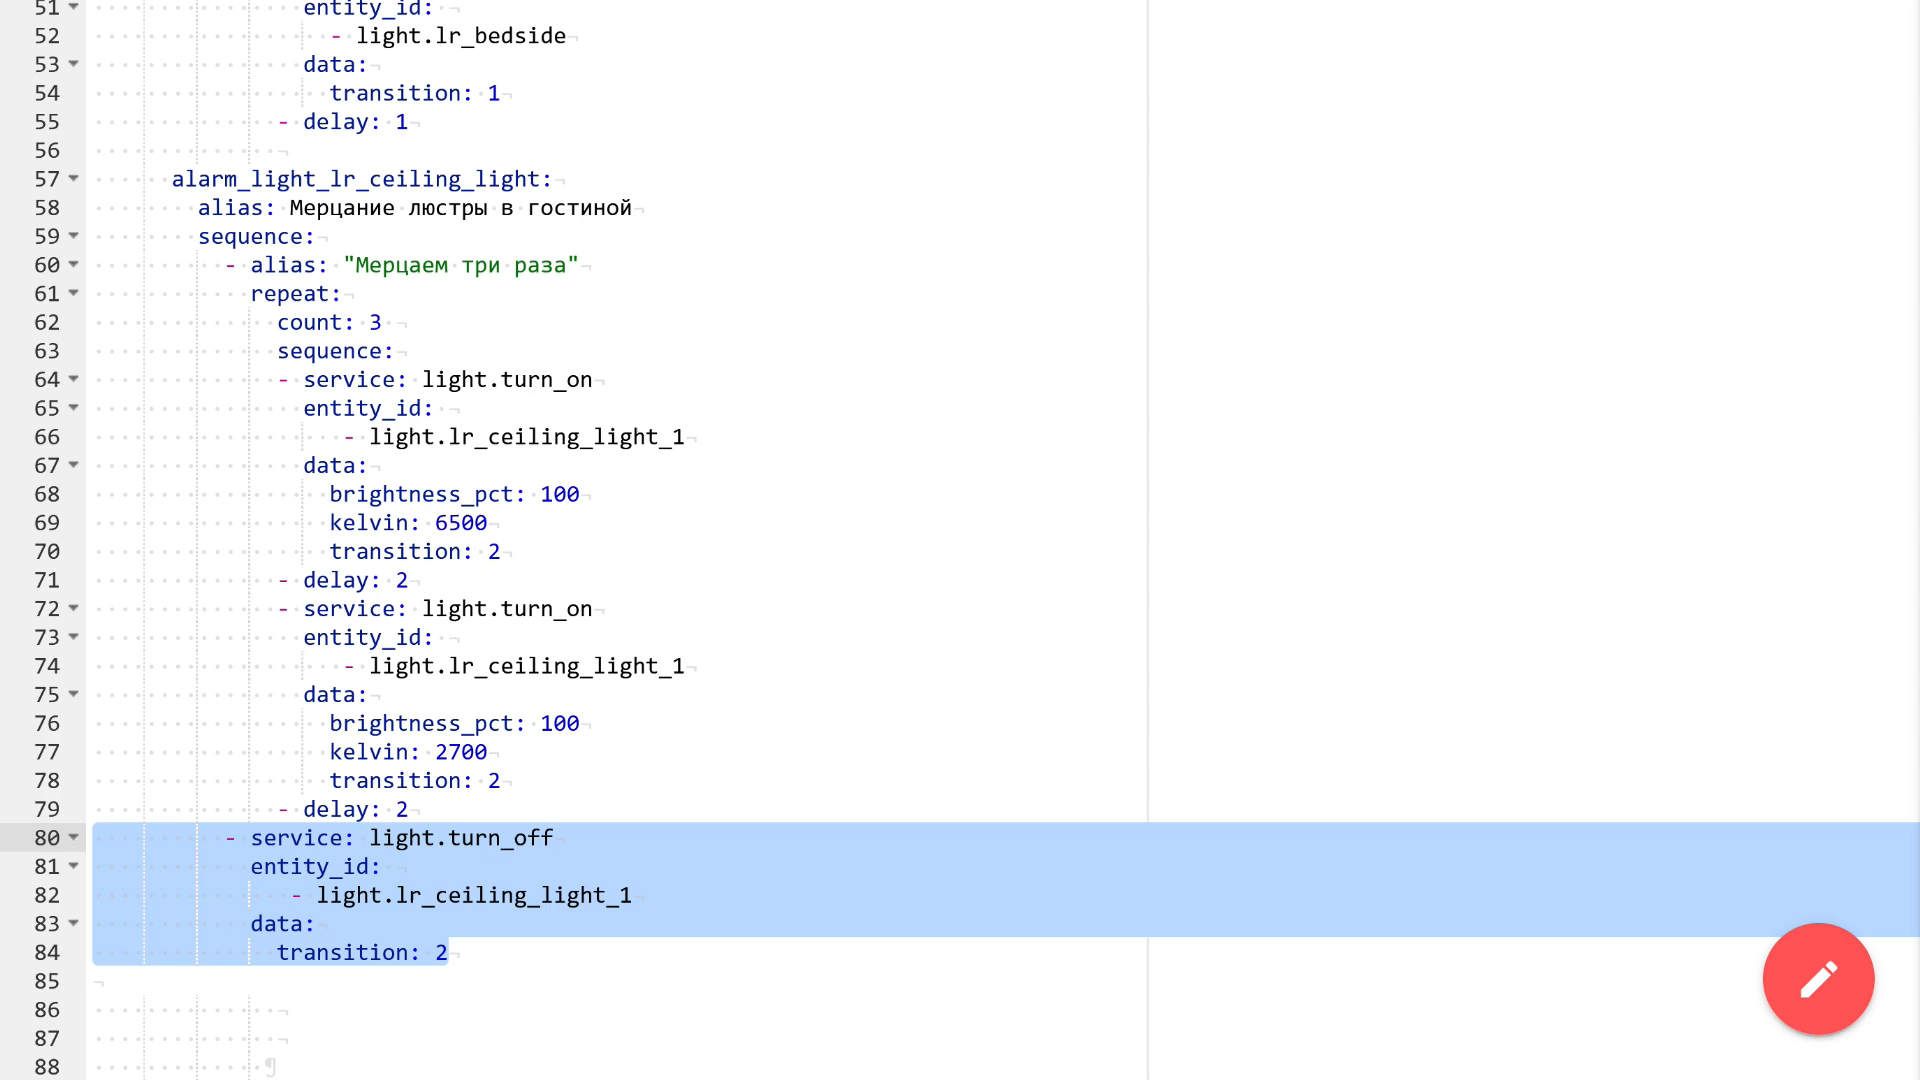 51 entity_id:
52 - light.lr_bedside
53 data:
54 transition: 1
55 - delay: 1
56
57 alarm_light_lr_ceiling_light:
58 alias: Мерцание люстры в гостиной
59 sequence:
60 - alias: "Мерцаем три раза"
61 repeat:
62 count: 3
63 sequence:
64 - service: light.turn_on
65 entity_id:
66 - light.lr_ceiling_light_1
67 data:
68 brightness_pct: 100
69 kelvin: 6500
70 transition: 2
71 - delay: 2
72 - service: light.turn_on
73 entity_id:
74 - light.lr_ceiling_light_1
75 data:
76 brightness_pct: 100
77 kelvin: 2700
78 transition: 2
79 - delay: 2
80 - service: light.turn_off
81 entity_id:
82 - light.lr_ceiling_light_1
83 data:
84 transition: 2
85
86
87
88